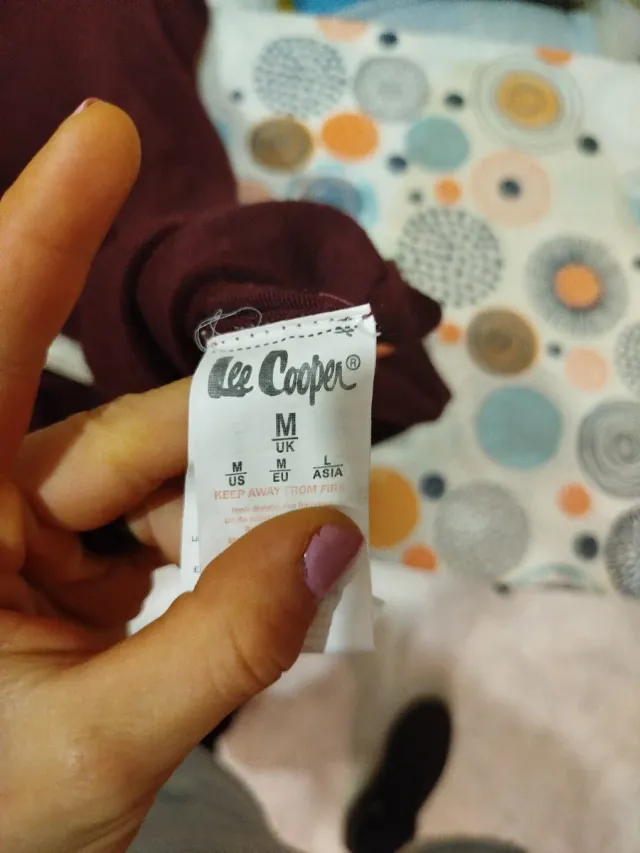 Lee Cooper®
M
UK
M M L
US EU ASIA
KEEP AWAY FROM FIRE